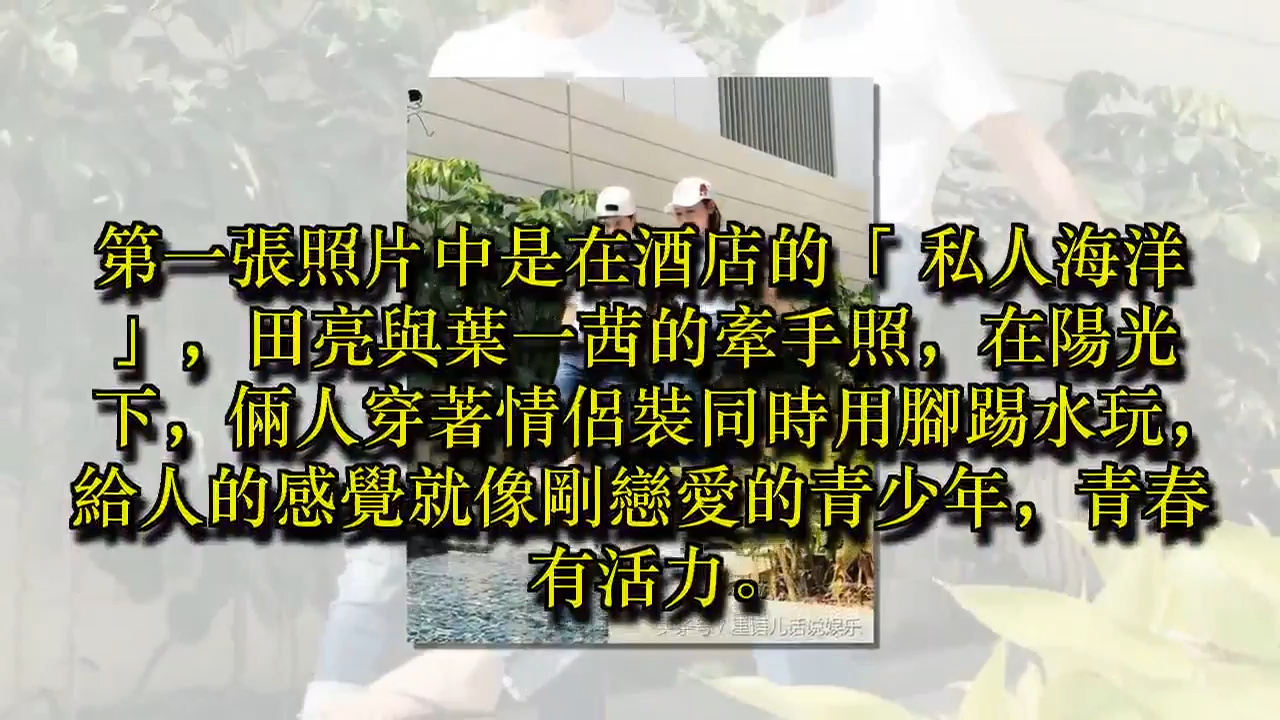 第一張照片中是在酒店的「 私人海洋
」，田亮與葉一茜的牽手照，在陽光
下，倆人穿著情侶裝同時用腳踢水玩，
給人的感覺就像剛戀愛的青少年，青春
有活力。